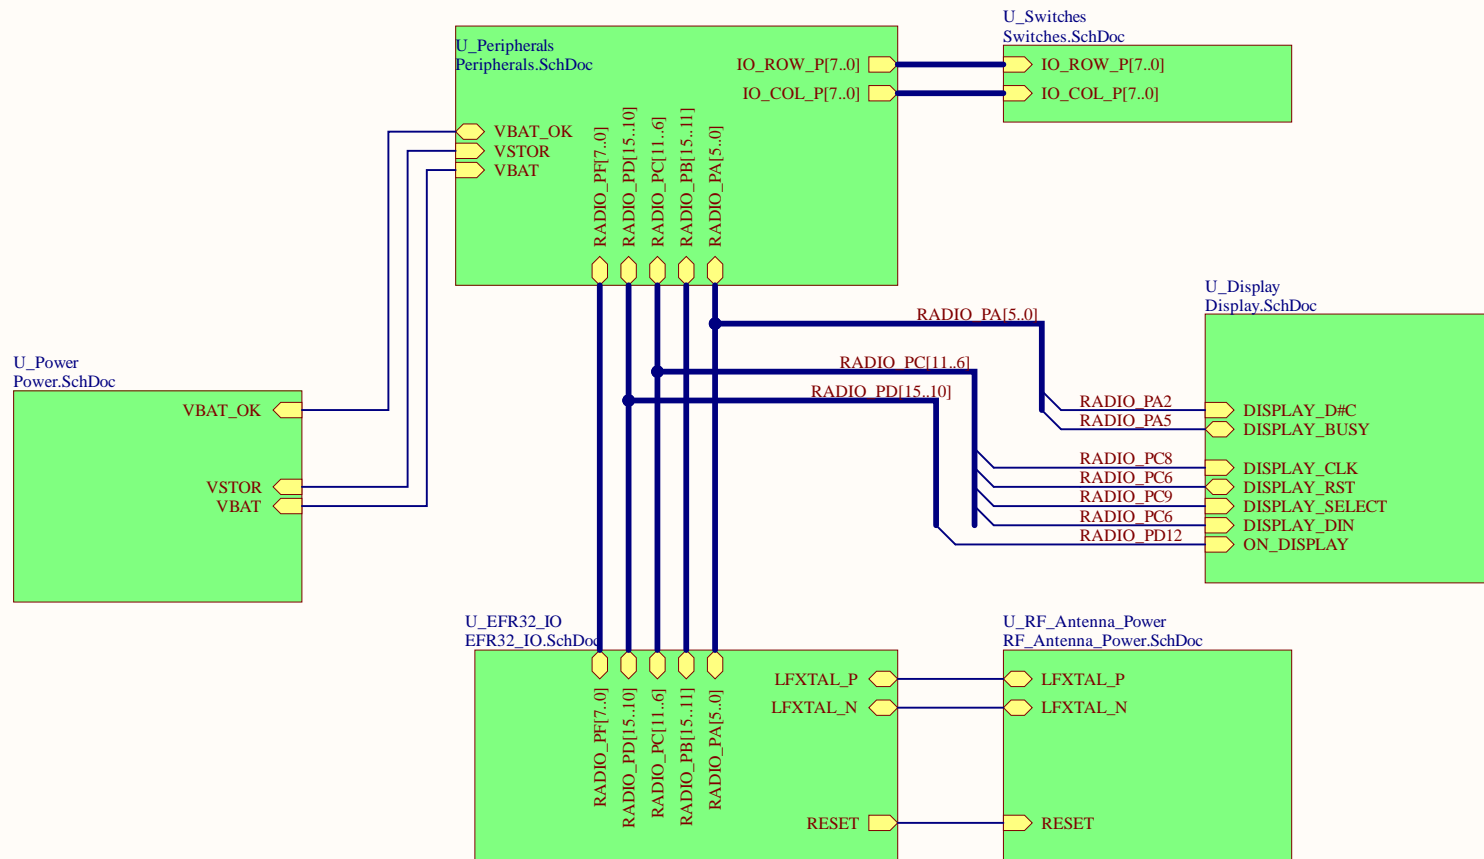 U_Switches
Switches.SchDoc
IO_ROW_P[7..0]
IO_COL_P[7..0]
U_Peripherals
Peripherals.SchDoc
IO_ROW_P[7..0]
IO_COL_P[7..0]
VBAT_OK
VSTOR
VBAT
RADIO_PF[7..0]
RADIO_PD[15..10]
RADIO_PC[11..6]
RADIO_PB[15..11]
RADIO_PA[5..0]
U_Display
Display.SchDoc
RADIO_PA[5..0]
RADIO_PC[11..6]
RADIO_PD[15..10]
U_Power
Power.SchDoc
VBAT_OK
VSTOR
VBAT
RADIO_PA2
DISPLAY_D#C
RADIO_PA5
DISPLAY_BUSY
RADIO_PC8
DISPLAY_CLK
RADIO_PC6
DISPLAY_RST
RADIO_PC9
DISPLAY_SELECT
RADIO_PC6
DISPLAY_DIN
RADIO_PD12
ON_DISPLAY
U_EFR32_IO
EFR32_IO.SchDoc
RADIO_PF[7..0]
RADIO_PD[15..10]
RADIO_PC[11..6]
RADIO_PB[15..11]
RADIO_PA[5..0]
LFXTAL_P
LFXTAL_N
RESET
U_RF_Antenna_Power
RF_Antenna_Power.SchDoc
LFXTAL_P
LFXTAL_N
RESET